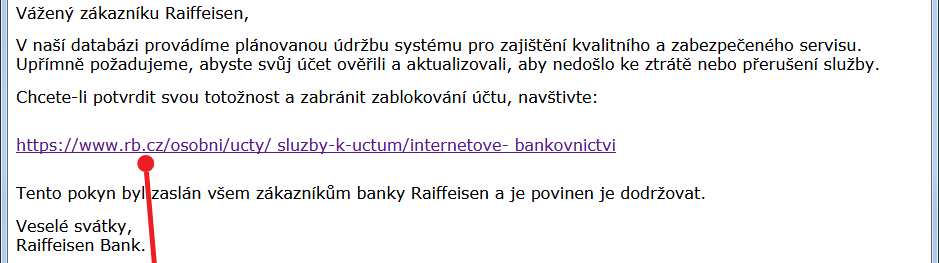 Vážený zákazníku Raiffeisen,
V naší databázi provádíme plánovanou údržbu systému pro zajištění kvalitního a zabezpečeného servisu.
Upřímně požadujeme, abyste svůj účet ověřili a aktualizovali, aby nedošlo ke ztrátě nebo přerušení služby.
Chcete-li potvrdit svou totožnost a zabránit zablokování účtu, navštivte:
https://www.rb.cz/osobni/ucty/ sluzby-k-uctum/internetove- bankovnictvi
Tento pokyn byl zaslán všem zákazníkům banky Raiffeisen a je povinen je dodržovat.
Veselé svátky,
Raiffeisen Bank.